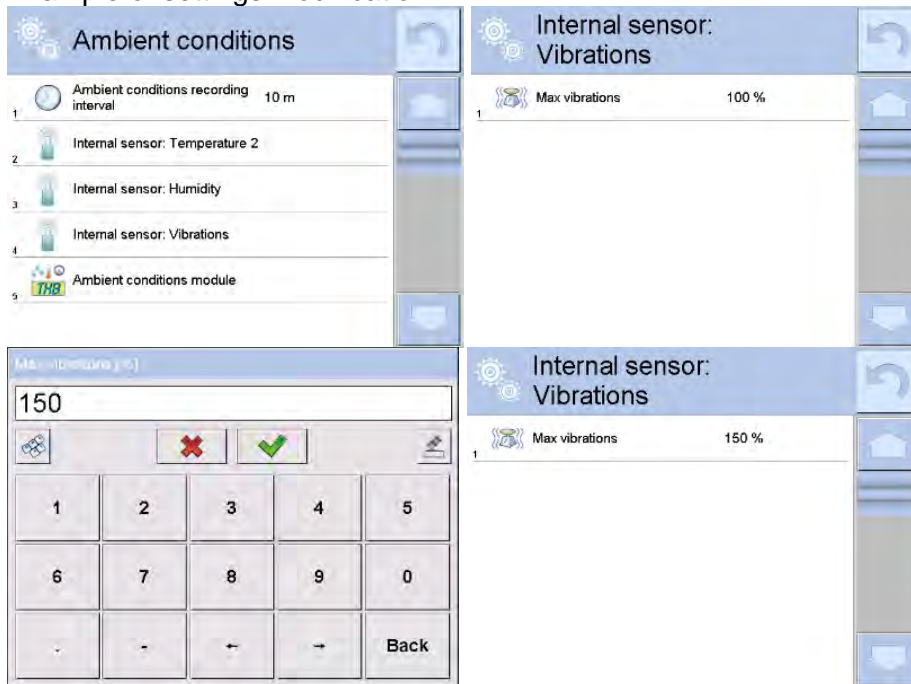 Ambient conditions
1 Ambient conditions recording interval 10 m
2 Internal sensor: Temperature 2
3 Internal sensor: Humidity
4 Internal sensor: Vibrations
5 THB Ambient conditions module
Internal sensor:
Vibrations
1 Max vibrations 100 %
Max vibrations [%]
150
1 2 3 4 5
6 7 8 9 0
. - ← → Back
Internal sensor:
Vibrations
1 Max vibrations 150 %